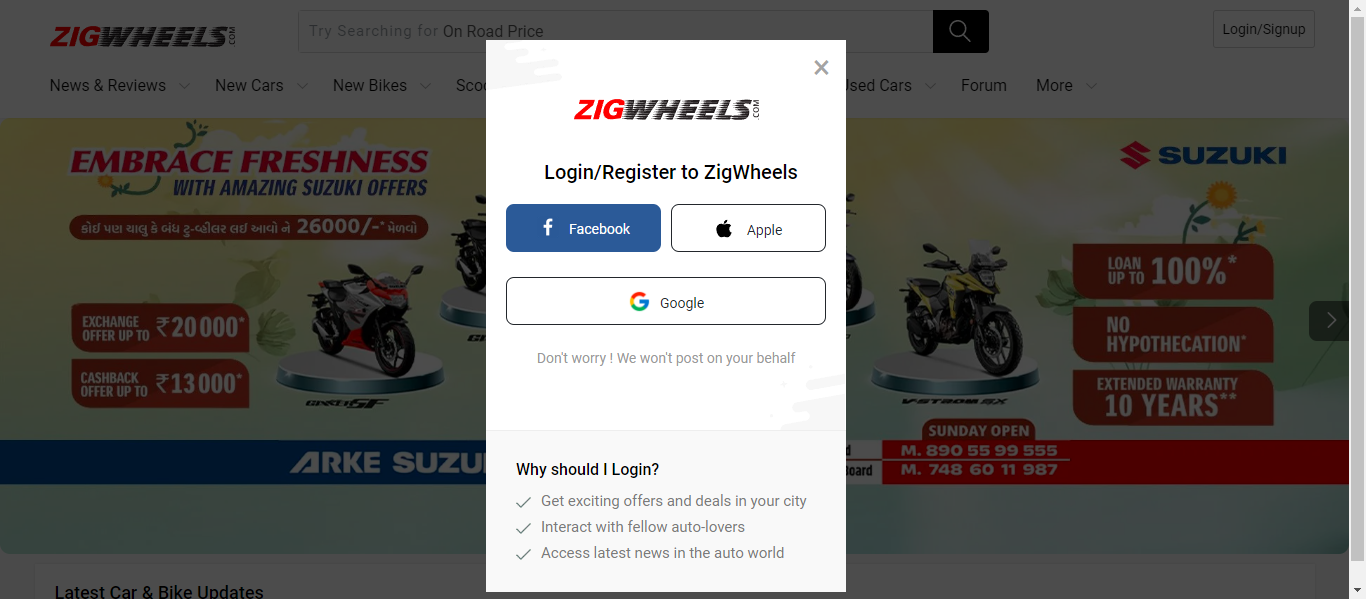 ZIGWHEELS.COM
Try Searching for On Road Price
Login/Signup
News & Reviews
New Cars
New Bikes
Used Cars
Forum
More
ZIGWHEELS.COM
Login/Register to ZigWheels
Facebook
Apple
Google
Don't worry ! We won't post on your behalf
Why should I Login?
Get exciting offers and deals in your city
Interact with fellow auto-lovers
Access latest news in the auto world
EMBRACE FRESHNESS
WITH AMAZING SUZUKI OFFERS
કોઈ પણ ચાલુ કે બંધ ટુ-વ્હીલર લઈ આવો ને 26000/-* મેળવો
EXCHANGE
OFFER UP TO ₹20000*
CASHBACK
OFFER UP TO ₹13000*
GIXXER SF
SUZUKI
LOAN
UP TO 100%*
NO
HYPOTHECATION*
EXTENDED WARRANTY
10 YEARS**
V-STROM SX
SUNDAY OPEN
M. 890 55 99 555
M. 748 60 11 987
ARKE
Latest Car & Bike Updates